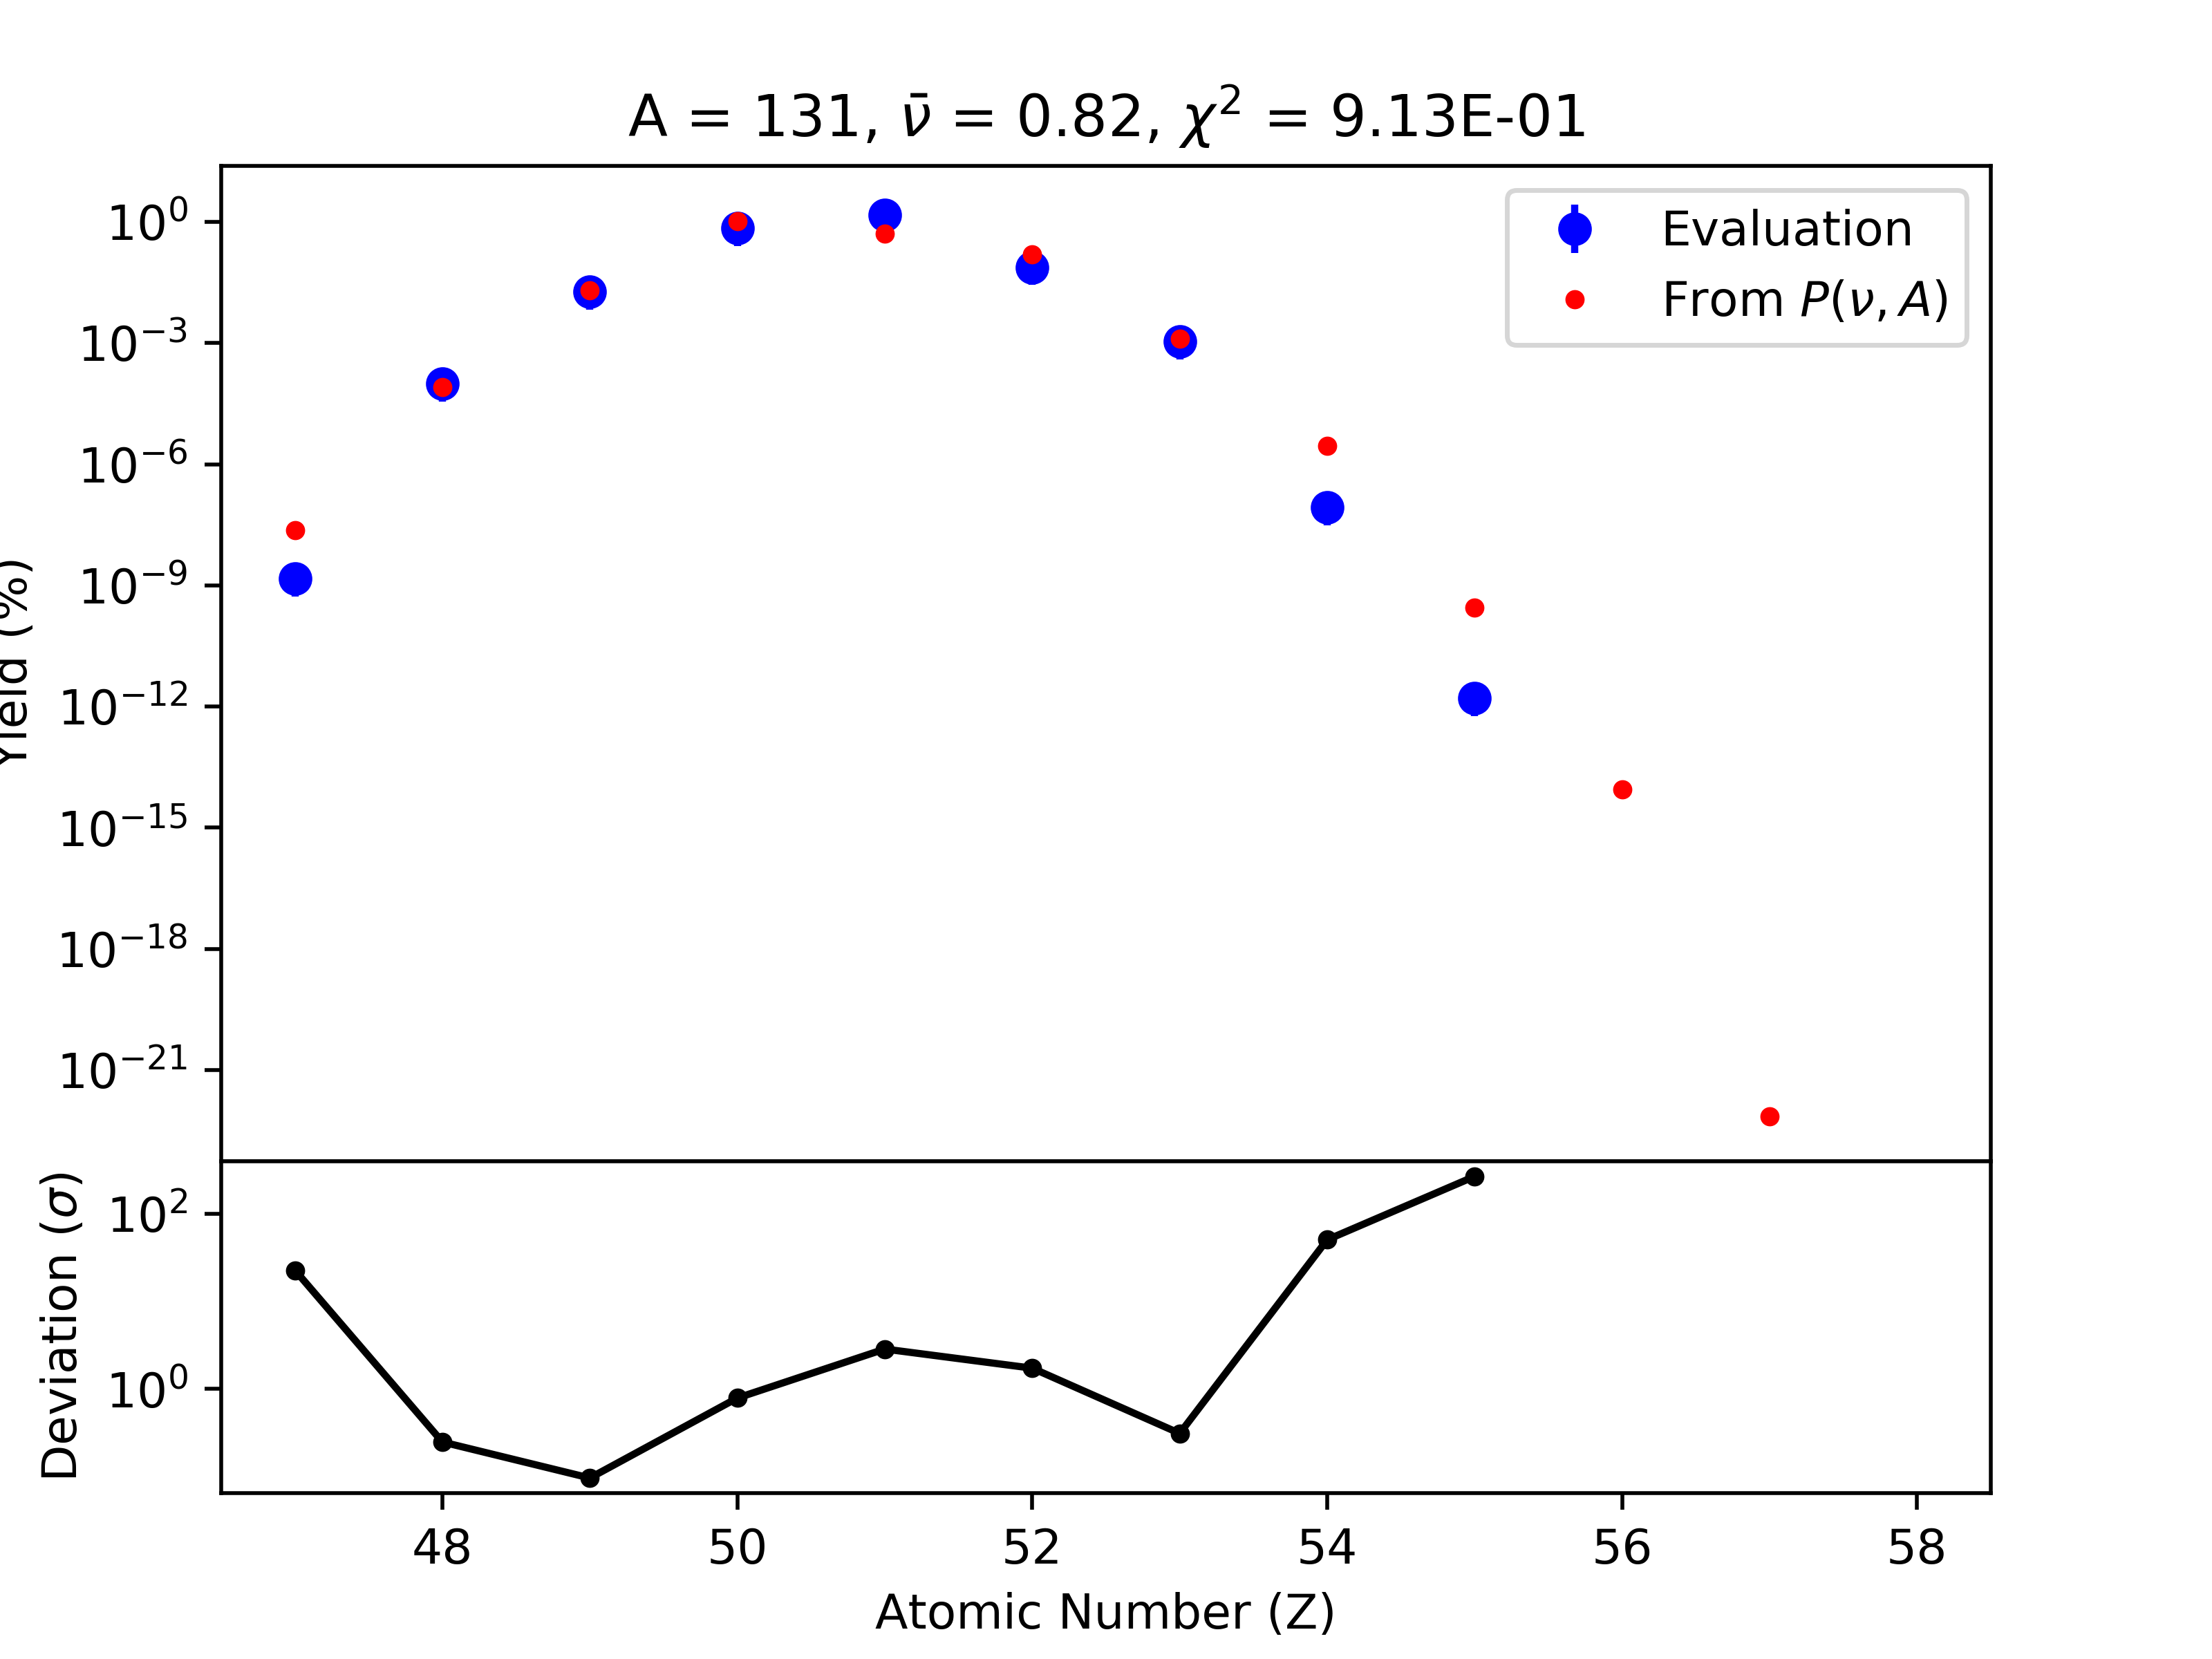 A = 131, ν̄ = 0.82, χ² = 9.13E-01
Evaluation
From P(ν, A)
10⁰
10⁻³
10⁻⁶
10⁻⁹
10⁻¹²
10⁻¹⁵
10⁻¹⁸
10⁻²¹
Yield (%)
10²
10⁰
Deviation (σ)
48 50 52 54 56 58
Atomic Number (Z)